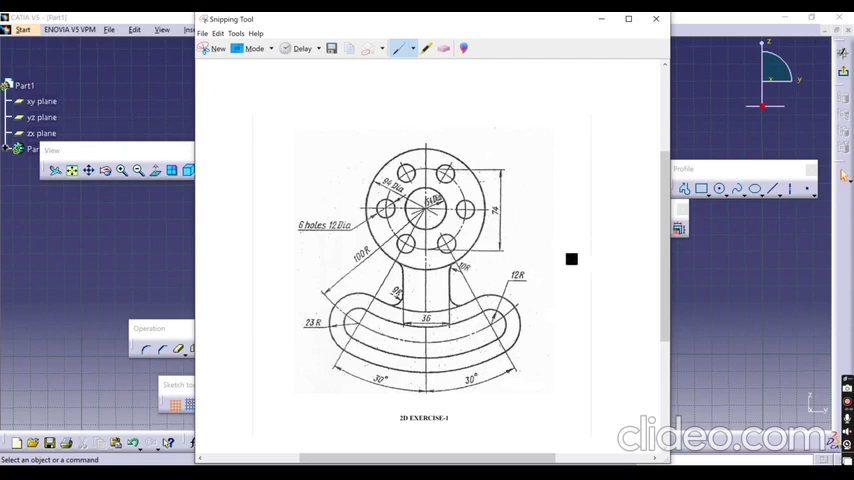 CATIA V5 - [Part1]
Snipping Tool
Start ENOVIA V5 VPM File Edit View
File Edit Tools Help
New Mode Delay
Part1
xy plane
yz plane
zx plane
View
Profile
z
x y
94 Dia
6 holes 12 Dia
74
100R
10R
9R
12R
23 R
36
30°
30°
Operation
2D EXERCISE-1
clideo.com
Select an object or a command